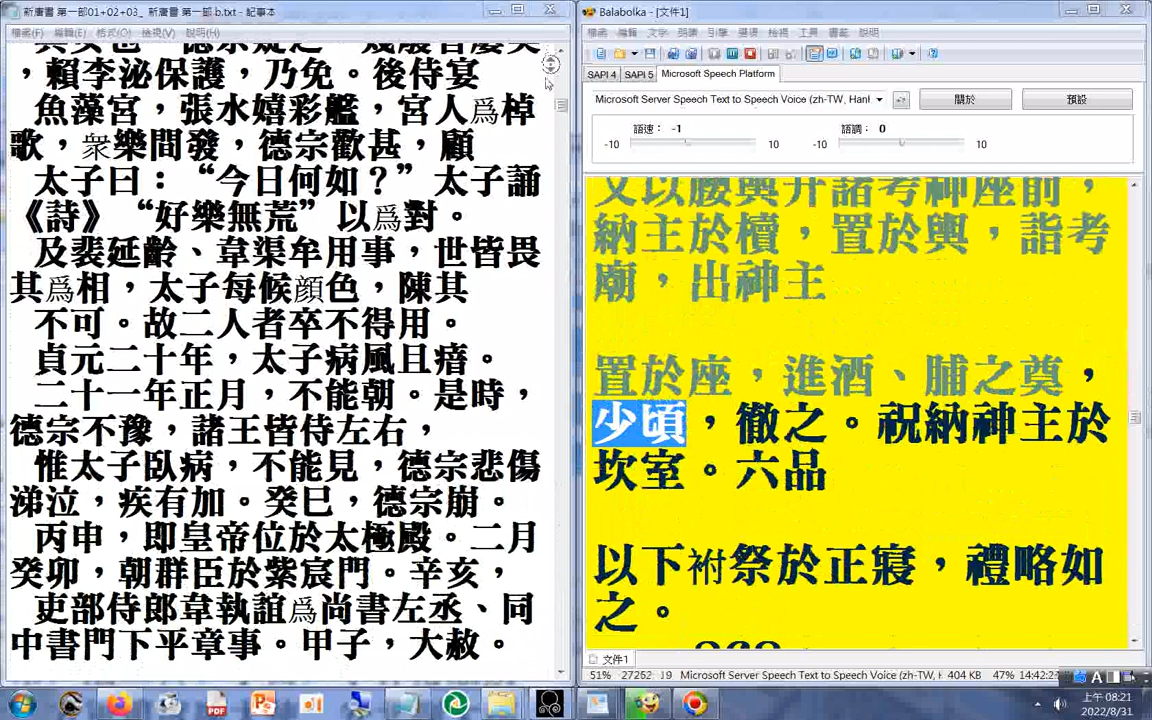 新唐書 第一部01+02+03_ 新唐書 第一部.b.txt - 記事本
檔案(F) 編輯(E) 格式(O) 檢視(V) 說明(H)
，賴李泌保護，乃免。後侍宴
魚藻宮，張水嬉彩艦，宮人爲棹
歌，衆樂間發，德宗歡甚，顧
太子曰：“今日何如？”太子誦
《詩》“好樂無荒”以爲對。
及裴延齡、韋渠牟用事，世皆畏
其爲相，太子每候顔色，陳其
不可。故二人者卒不得用。
貞元二十年，太子病風且瘖。
二十一年正月，不能朝。是時，
德宗不豫，諸王皆侍左右，
惟太子臥病，不能見，德宗悲傷
涕泣，疾有加。癸巳，德宗崩。
丙申，即皇帝位於太極殿。二月
癸卯，朝群臣於紫宸門。辛亥，
吏部侍郎韋執誼爲尚書左丞、同
中書門下平章事。甲子，大赦。
Balabolka - [文件1]
檔案 編輯 文字 朗讀 引擎 選項 檢視 工具 書籤 說明
SAPI 4 SAPI 5 Microsoft Speech Platform
Microsoft Server Speech Text to Speech Voice (zh-TW, Han
關於 預設
語速： -1 語調： 0
-10 10 -10 10
又以腰輿升諸考神座前，
納主於櫝，置於輿，詣考
廟，出神主
置於座，進酒、脯之奠，
少頃，徹之。祝納神主於
坎室。六品
以下祔祭於正寢，禮略如
之。
文件1
51% 27262 Microsoft Server Speech Text to Speech Voice (zh-TW, Han 404 KB 47% 14:42:2
上午 08:21
2022/8/31